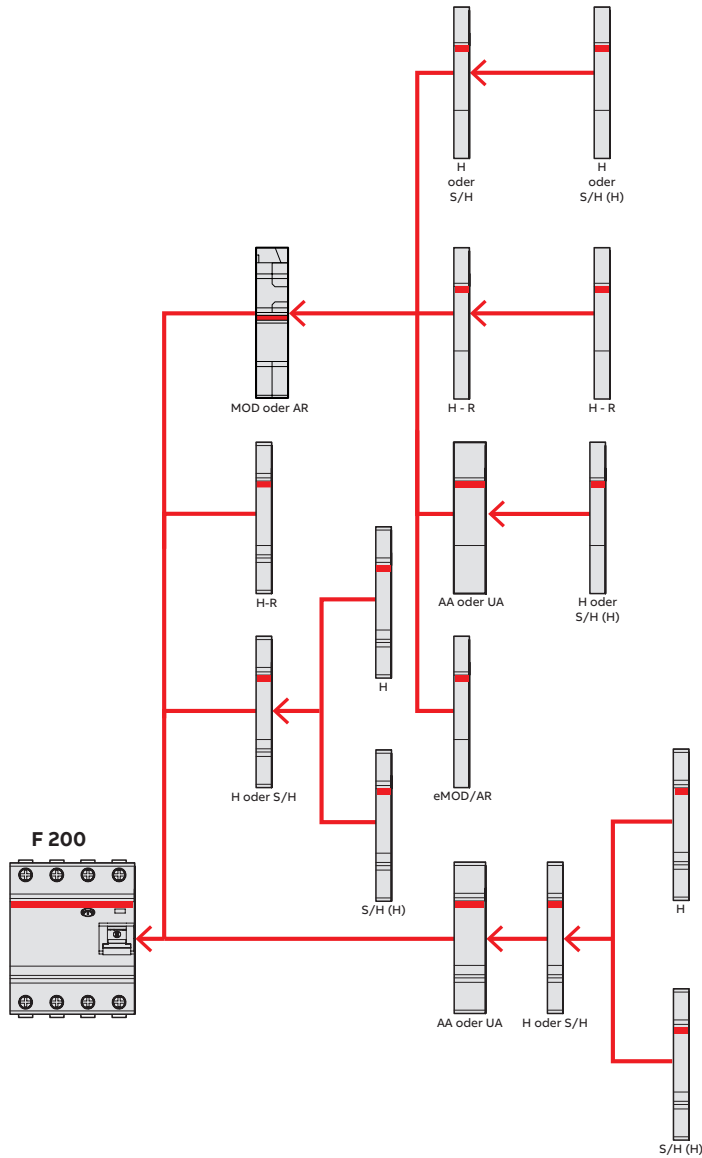 H
oder
S/H
H
oder
S/H (H)
MOD oder AR
H - R
H - R
H-R
AA oder UA
H oder
S/H (H)
H
H oder S/H
eMOD/AR
F 200
S/H (H)
H
AA oder UA
H oder S/H
S/H (H)